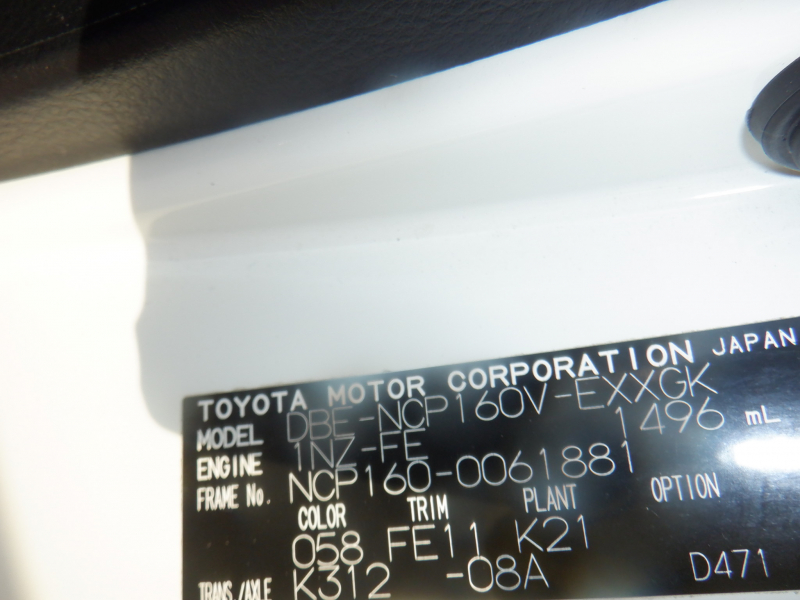 TOYOTA MOTOR CORPORATION JAPAN
MODEL DBE-NCP160V-EXXGK
ENGINE 1NZ-FE 1496 mL
FRAME No. NCP160-0061881
COLOR TRIM PLANT OPTION
058 FE11 K21
TRANS./AXLE K312 -08A D471